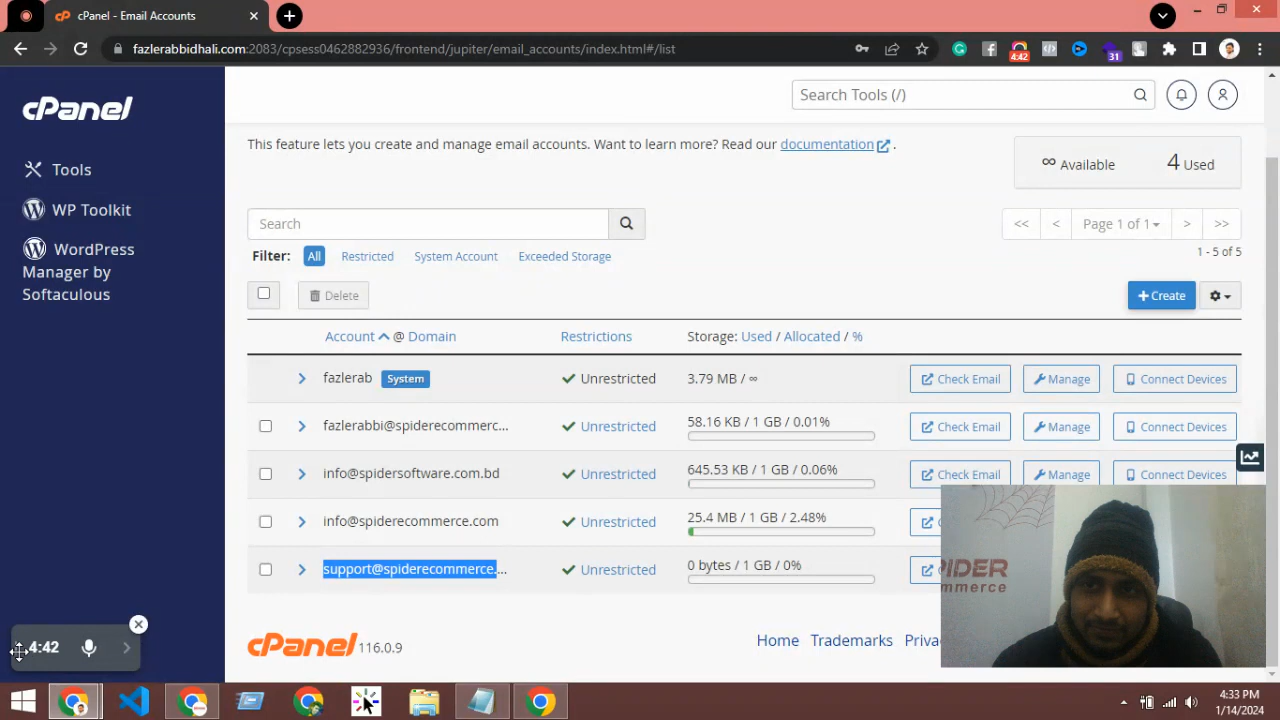 cPanel - Email Accounts
fazlerabbidhali.com:2083/cpsess0462882936/frontend/jupiter/email_accounts/index.html#/list
4:42
31
cPanel
Search Tools (/)
Tools
WP Toolkit
WordPress
Manager by
Softaculous
This feature lets you create and manage email accounts. Want to learn more? Read our documentation .
∞ Available
4 Used
Search
<<
<
Page 1 of 1
>
>>
Filter: All Restricted System Account Exceeded Storage
1 - 5 of 5
Delete
+ Create
Account @ Domain
Restrictions
Storage: Used / Allocated / %
fazlerab System Unrestricted 3.79 MB / ∞ Check Email Manage Connect Devices
fazlerabbi@spiderecommerc... Unrestricted 58.16 KB / 1 GB / 0.01% Check Email Manage Connect Devices
info@spidersoftware.com.bd Unrestricted 645.53 KB / 1 GB / 0.06% Check Email Manage Connect Devices
info@spiderecommerce.com Unrestricted 25.4 MB / 1 GB / 2.48%
support@spiderecommerce.... Unrestricted 0 bytes / 1 GB / 0%
PIDER
mmerce
4:42
cPanel 116.0.9
Home Trademarks Priva
4:33 PM
1/14/2024